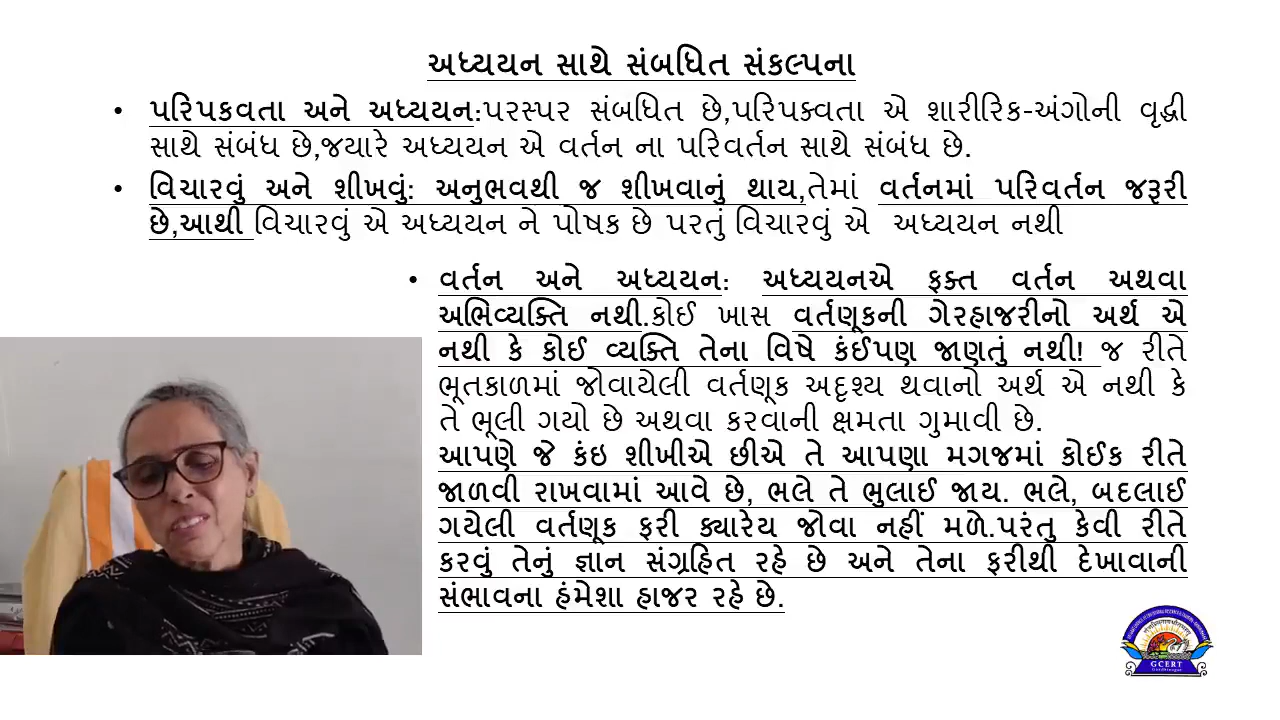 અધ્યયન સાથે સંબધિત સંકલ્પના
• પરિપકવતા અને અધ્યયન:પરસ્પર સંબધિત છે,પરિપક્વતા એ શારીરિક-અંગોની વૃદ્ધી
સાથે સંબંધ છે,જયારે અધ્યયન એ વર્તન ના પરિવર્તન સાથે સંબંધ છે.
• વિચારવું અને શીખવું: અનુભવથી જ શીખવાનું થાય,તેમાં વર્તનમાં પરિવર્તન જરૂરી
છે,આથી વિચારવું એ અધ્યયન ને પોષક છે પરતું વિચારવું એ અધ્યયન નથી
• વર્તન અને અધ્યયન: અધ્યયનએ ફક્ત વર્તન અથવા
અભિવ્યક્તિ નથી.કોઈ ખાસ વર્તણૂકની ગેરહાજરીનો અર્થ એ
નથી કે કોઈ વ્યક્તિ તેના વિષે કંઈપણ જાણતું નથી! જ રીતે
ભૂતકાળમાં જોવાયેલી વર્તણૂક અદૃશ્ય થવાનો અર્થ એ નથી કે
તે ભૂલી ગયો છે અથવા કરવાની ક્ષમતા ગુમાવી છે.
આપણે જે કંઇ શીખીએ છીએ તે આપણા મગજમાં કોઈક રીતે
જાળવી રાખવામાં આવે છે, ભલે તે ભુલાઈ જાય. ભલે, બદલાઈ
ગયેલી વર્તણૂક ફરી ક્યારેય જોવા નહીં મળે.પરંતુ કેવી રીતે
કરવું તેનું જ્ઞાન સંગ્રહિત રહે છે અને તેના ફરીથી દેખાવાની
સંભાવના હંમેશા હાજર રહે છે.
GCERT
Gandhinagar